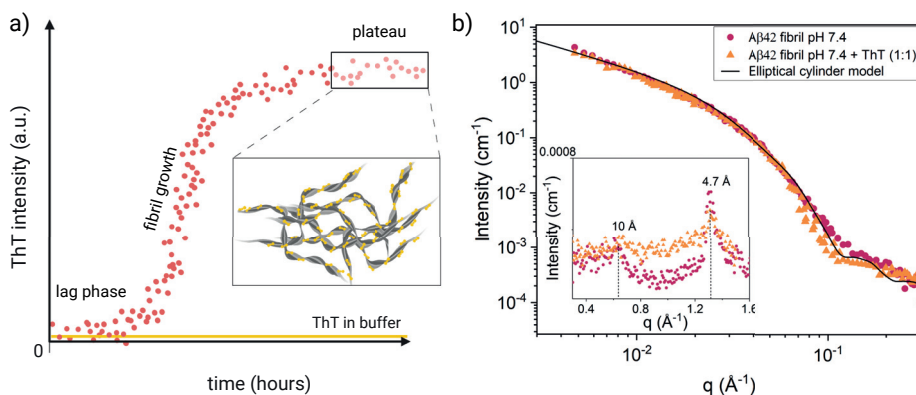 a)
ThT intensity (a.u.)
0
lag phase
fibril growth
plateau
ThT in buffer
time (hours)
b)
Intensity (cm⁻¹)
10¹
10⁰
10⁻¹
10⁻²
10⁻³
10⁻⁴
Aβ42 fibril pH 7.4
Aβ42 fibril pH 7.4 + ThT (1:1)
Elliptical cylinder model
0.0008
Intensity (cm⁻¹)
10 Å
4.7 Å
0.4 0.8 1.2 1.6
q (Å⁻¹)
10⁻² 10⁻¹
q (Å⁻¹)